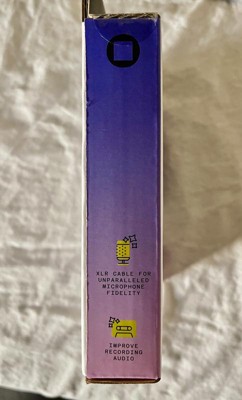 XLR CABLE FOR
UNPARALLELED
MICROPHONE
FIDELITY
IMPROVE
RECORDING
AUDIO